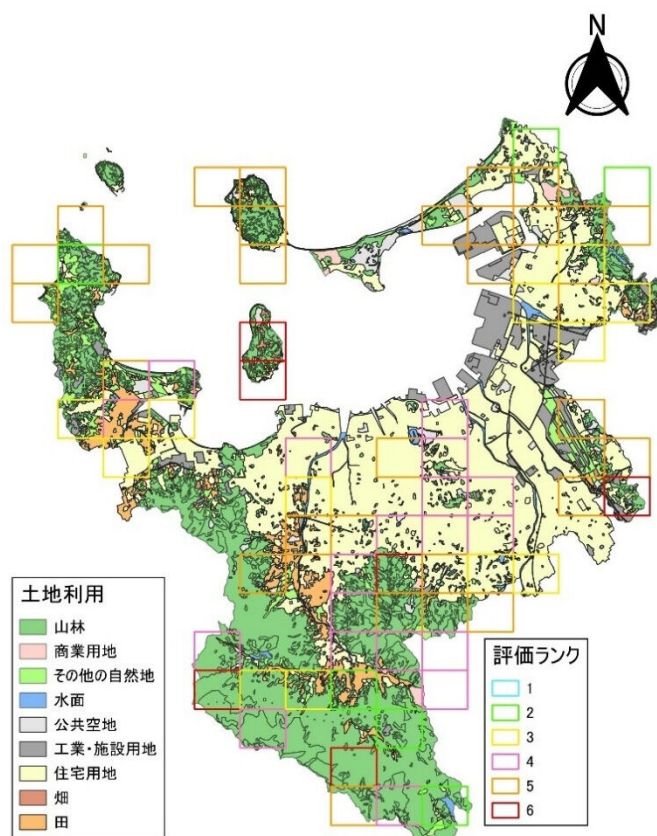 N
土地利用
山林
商業用地
その他の自然地
水面
公共空地
工業・施設用地
住宅用地
畑
田
評価ランク
1
2
3
4
5
6